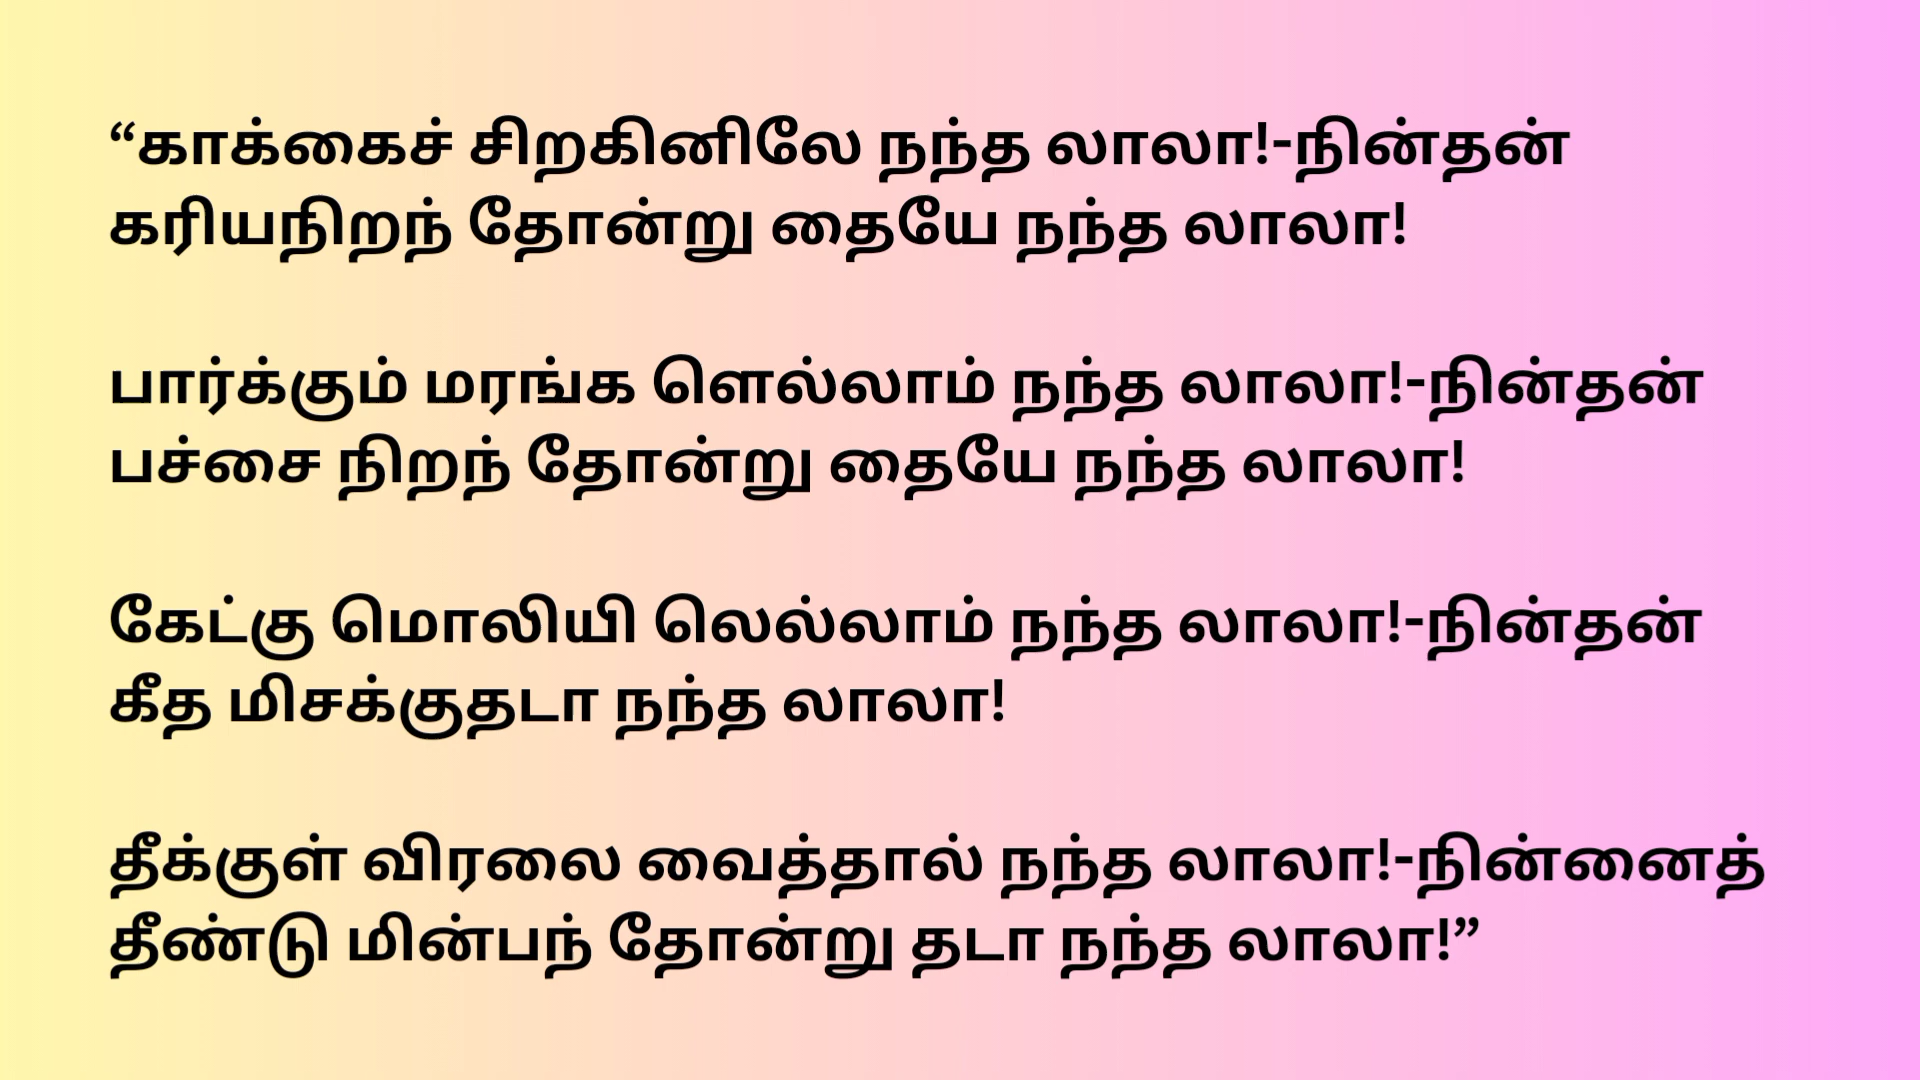 “காக்கைச் சிறகினிலே நந்த லாலா!-நின்தன்
கரியநிறந் தோன்று தையே நந்த லாலா!
பார்க்கும் மரங்க ளெல்லாம் நந்த லாலா!-நின்தன்
பச்சை நிறந் தோன்று தையே நந்த லாலா!
கேட்கு மொலியி லெல்லாம் நந்த லாலா!-நின்தன்
கீத மிசக்குதடா நந்த லாலா!
தீக்குள் விரலை வைத்தால் நந்த லாலா!-நின்னைத்
தீண்டு மின்பந் தோன்று தடா நந்த லாலா!”